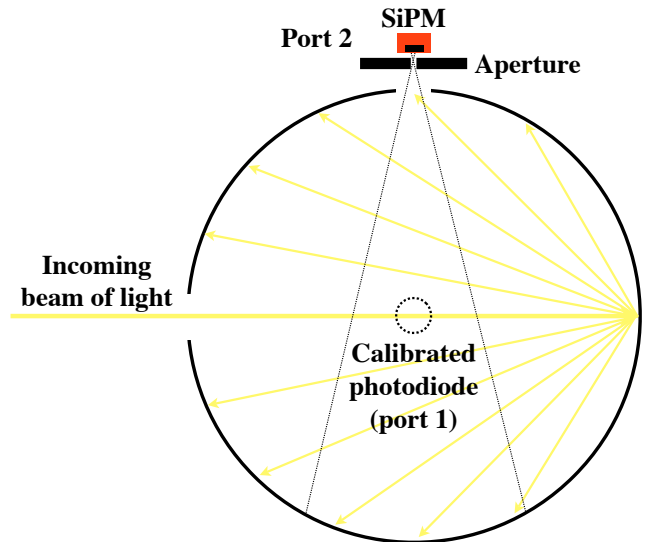 SiPM
Port 2
Aperture
Incoming
beam of light
Calibrated
photodiode
(port 1)